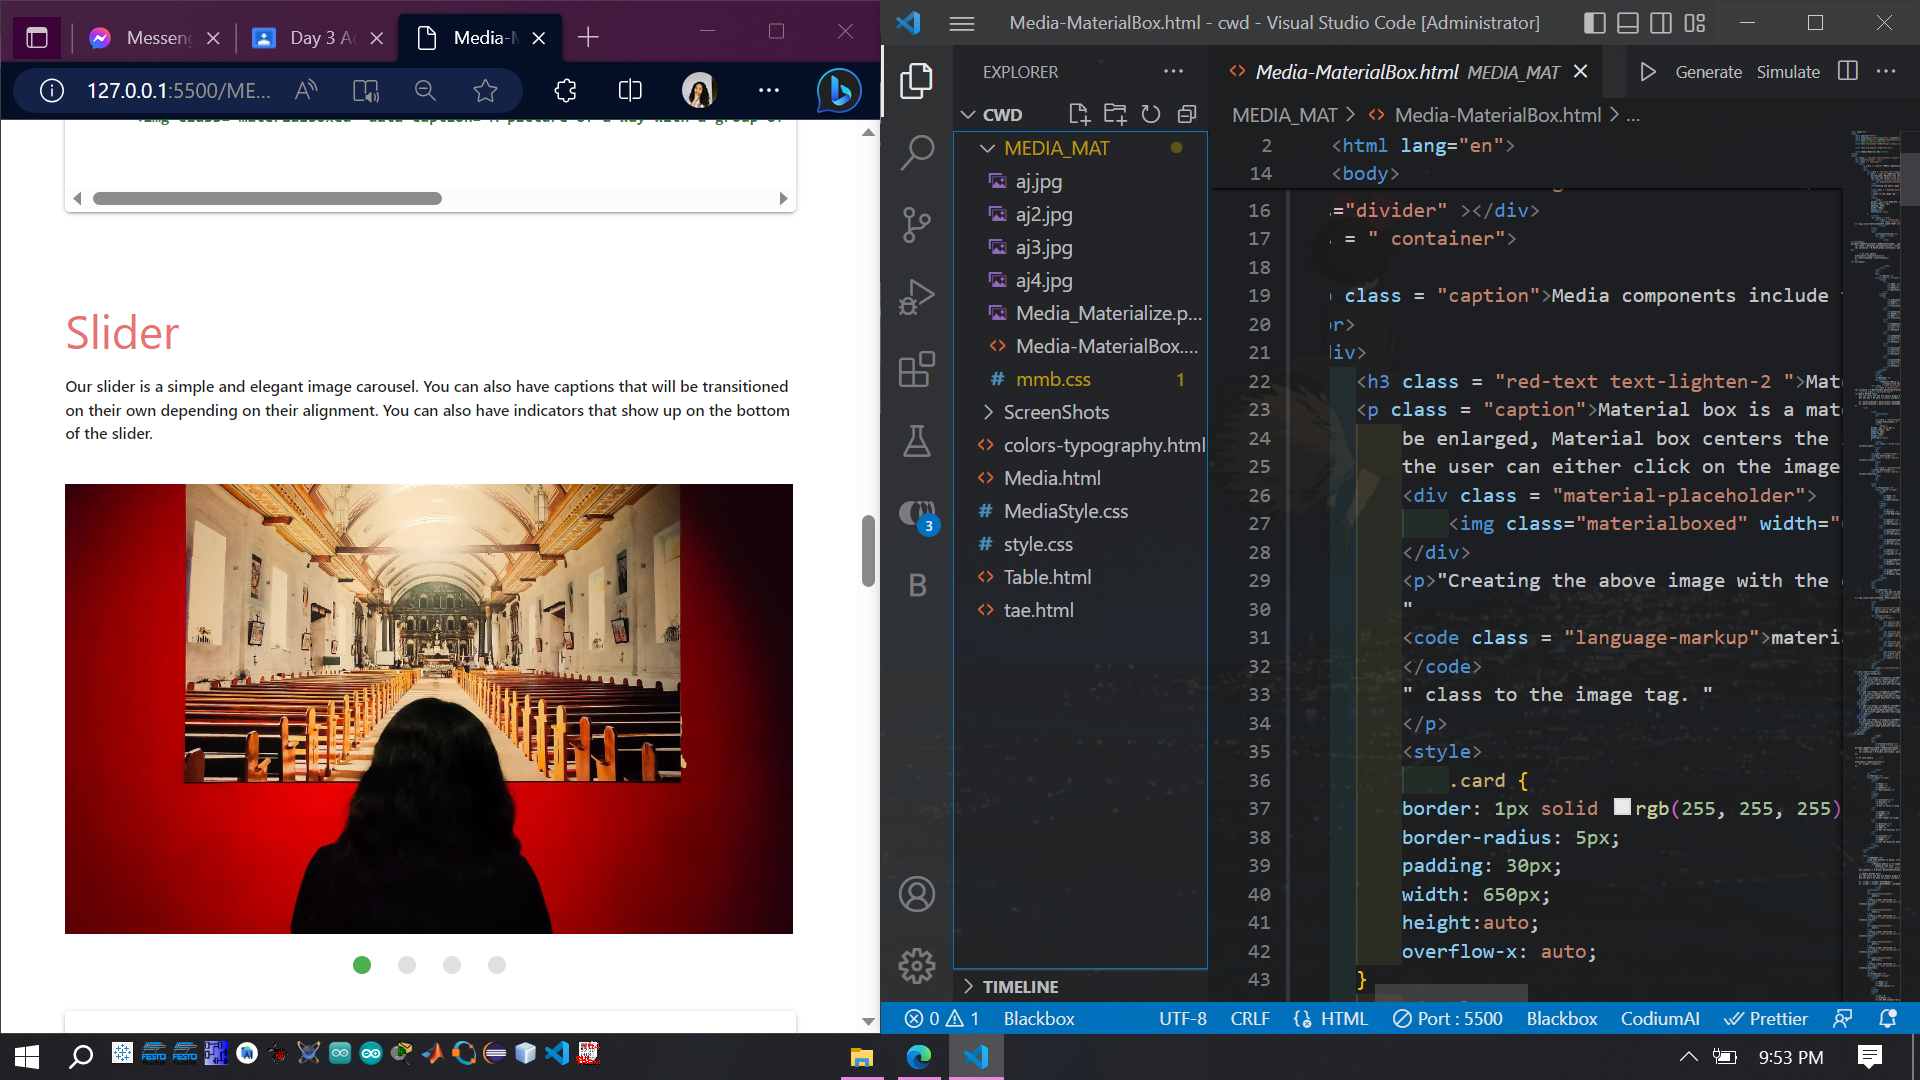 Messeng
Day 3 A
Media-M
127.0.0.1:5500/ME...
Slider
Our slider is a simple and elegant image carousel. You can also have captions that will be transitioned
on their own depending on their alignment. You can also have indicators that show up on the bottom
of the slider.
Media-MaterialBox.html - cwd - Visual Studio Code [Administrator]
EXPLORER
CWD
MEDIA_MAT
aj.jpg
aj2.jpg
aj3.jpg
aj4.jpg
Media_Materialize.p...
Media-MaterialBox....
mmb.css 1
ScreenShots
colors-typography.html
Media.html
MediaStyle.css
style.css
Table.html
tae.html
TIMELINE
3
B
Media-MaterialBox.html MEDIA_MAT
Generate Simulate
MEDIA_MAT > Media-MaterialBox.html > ...
2 <html lang="en">
14 <body>
16 ="divider" ></div>
17 = " container">
18
19 class = "caption">Media components include
20 r>
21 div>
22 <h3 class = "red-text text-lighten-2 ">Mat
23 <p class = "caption">Material box is a mat
24 be enlarged, Material box centers the
25 the user can either click on the image
26 <div class = "material-placeholder">
27 <img class="materialboxed" width="
28 </div>
29 <p>"Creating the above image with the
30 "
31 <code class = "language-markup">materi
32 </code>
33 " class to the image tag. "
34 </p>
35 <style>
36 .card {
37 border: 1px solid rgb(255, 255, 255)
38 border-radius: 5px;
39 padding: 30px;
40 width: 650px;
41 height:auto;
42 overflow-x: auto;
43 }
0 1 Blackbox UTF-8 CRLF HTML Port : 5500 Blackbox CodiumAI Prettier
9:53 PM